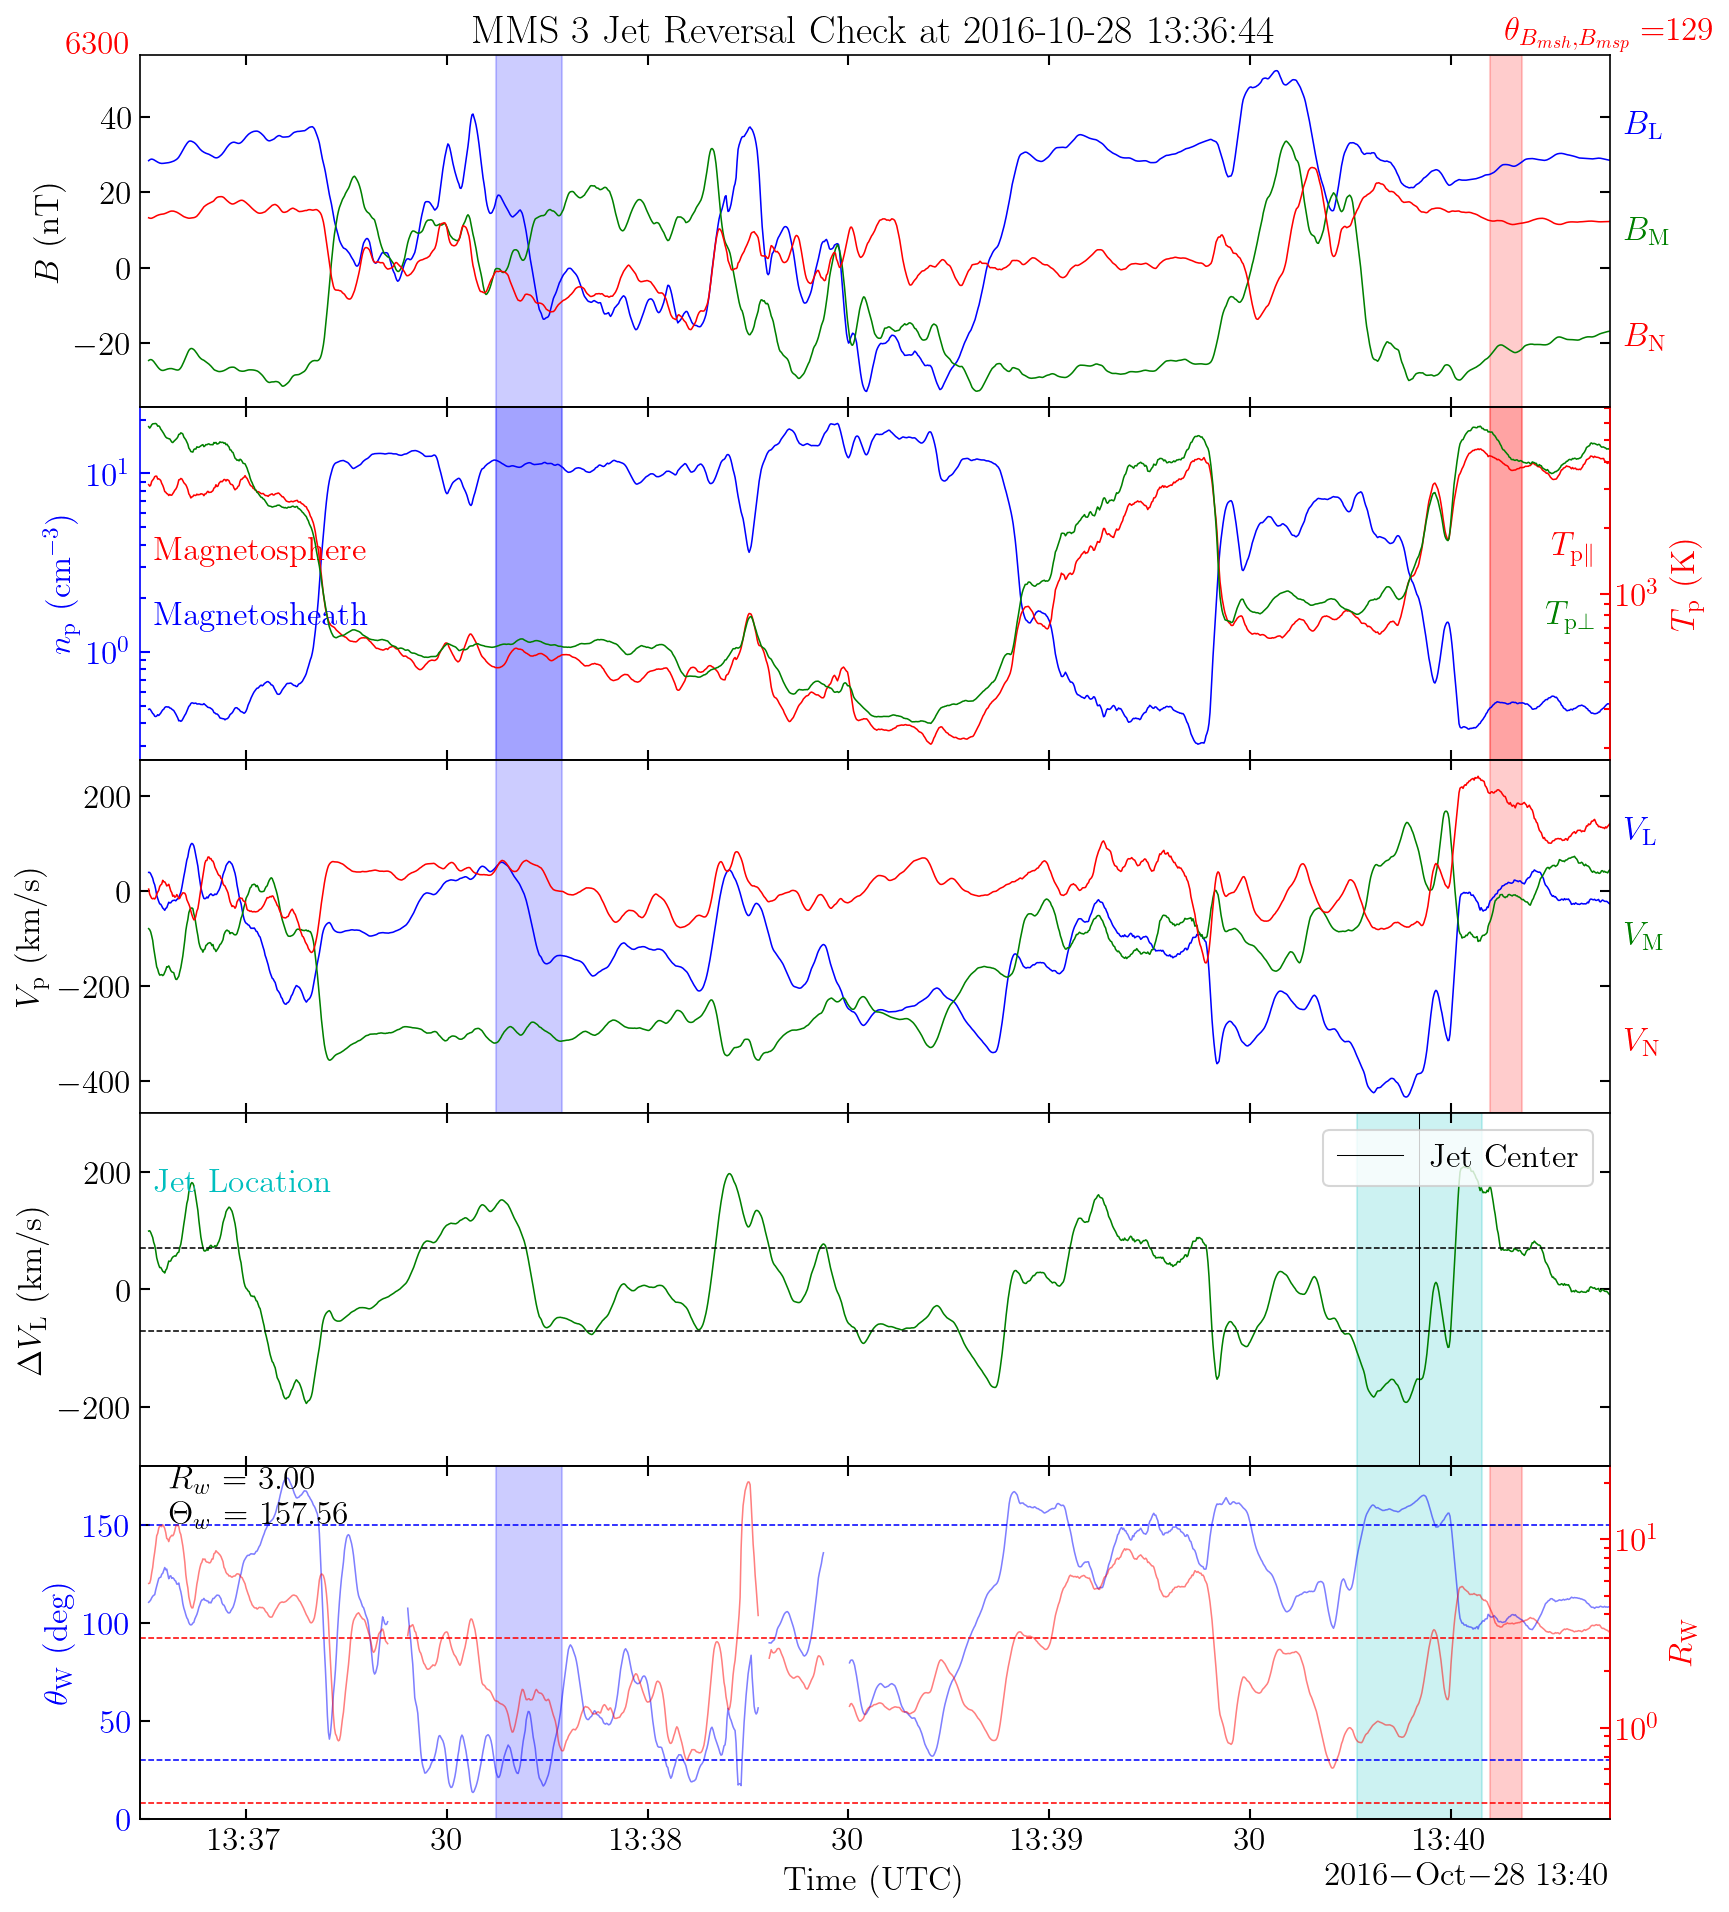 MMS 3 Jet Reversal Check at 2016-10-28 13:36:44
6300
θ_{B_{msh},B_{msp}} =129
B (nT)
40
20
0
−20
B_L
B_M
B_N
n_p (cm^{−3})
10^1
10^0
Magnetosphere
Magnetosheath
T_{p∥}
T_{p⊥}
10^3
T_p (K)
V_p (km/s)
200
0
−200
−400
V_L
V_M
V_N
ΔV_L (km/s)
200
0
−200
Jet Location
Jet Center
R_w = 3.00
Θ_w = 157.56
θ_W (deg)
150
100
50
0
10^1
10^0
R_W
13:37 30 13:38 30 13:39 30 13:40
Time (UTC)
2016−Oct−28 13:40